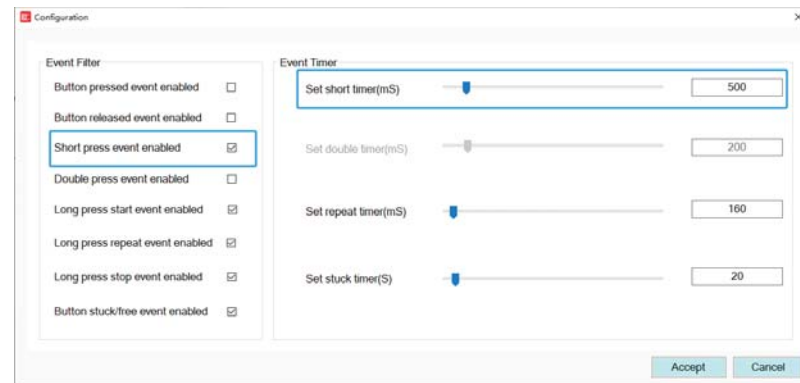 Configuration
Event Filter
Button pressed event enabled
Button released event enabled
Short press event enabled
Double press event enabled
Long press start event enabled
Long press repeat event enabled
Long press stop event enabled
Button stuck/free event enabled
Event Timer
Set short timer(mS) 500
Set double timer(mS) 200
Set repeat timer(mS) 160
Set stuck timer(S) 20
Accept Cancel